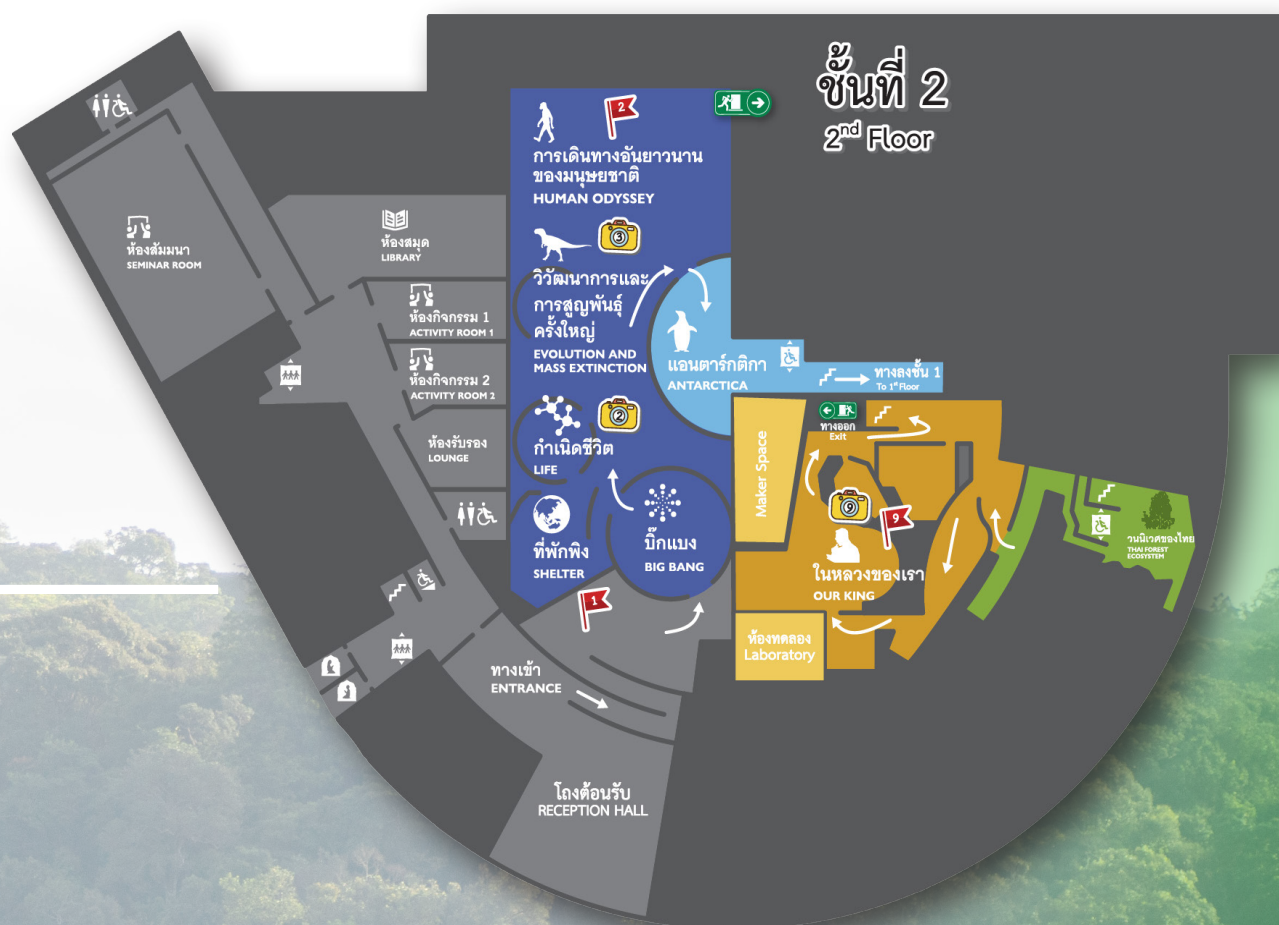 ชั้นที่ 2
2nd Floor
2
การเดินทางอันยาวนาน
ของมนุษยชาติ
HUMAN ODYSSEY
3
วิวัฒนาการและ
การสูญพันธุ์
ครั้งใหญ่
EVOLUTION AND
MASS EXTINCTION
ห้องสัมมนา
SEMINAR ROOM
ห้องสมุด
LIBRARY
ห้องกิจกรรม 1
ACTIVITY ROOM 1
ห้องกิจกรรม 2
ACTIVITY ROOM 2
ห้องรับรอง
LOUNGE
แอนตาร์กติกา
ANTARCTICA
ทางลงชั้น 1
To 1st Floor
2
กำเนิดชีวิต
LIFE
ที่พักพิง
SHELTER
บิ๊กแบง
BIG BANG
Maker Space
ทางออก
Exit
9
9
ในหลวงของเรา
OUR KING
วนนิเวศของไทย
THAI FOREST
ECOSYSTEM
1
ห้องทดลอง
Laboratory
ทางเข้า
ENTRANCE
โถงต้อนรับ
RECEPTION HALL